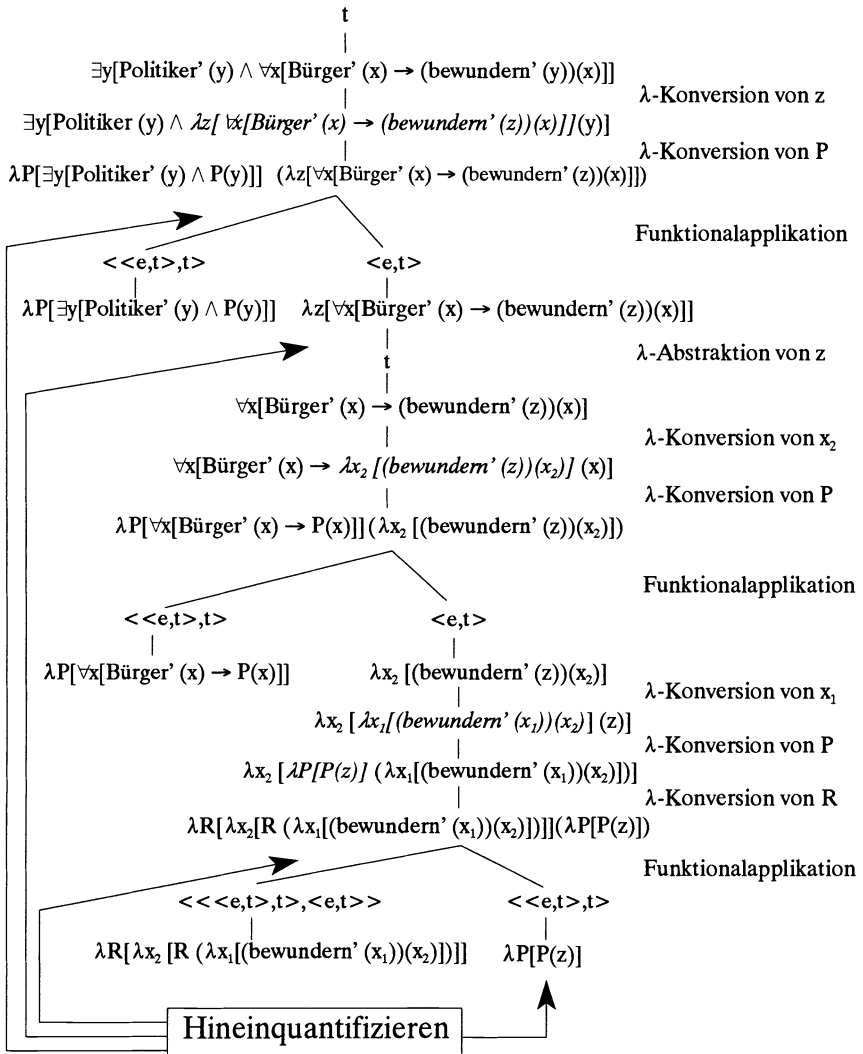 t
∃y[Politiker’ (y) ∧ ∀x[Bürger’ (x) → (bewundern’ (y))(x)]]
λ-Konversion von z
∃y[Politiker (y) ∧ λz[ ∀x[Bürger’ (x) → (bewundern’ (z))(x)]](y)]
λ-Konversion von P
λP[∃y[Politiker’ (y) ∧ P(y)]] (λz[∀x[Bürger’ (x) → (bewundern’ (z))(x)]])
Funktionalapplikation
<<e,t>,t> <e,t>
λP[∃y[Politiker’ (y) ∧ P(y)]] λz[∀x[Bürger’ (x) → (bewundern’ (z))(x)]]
λ-Abstraktion von z
t
∀x[Bürger’ (x) → (bewundern’ (z))(x)]
λ-Konversion von x₂
∀x[Bürger’ (x) → λx₂ [(bewundern’ (z))(x₂)] (x)]
λ-Konversion von P
λP[∀x[Bürger’ (x) → P(x)]] (λx₂ [(bewundern’ (z))(x₂)])
Funktionalapplikation
<<e,t>,t> <e,t>
λP[∀x[Bürger’ (x) → P(x)]] λx₂ [(bewundern’ (z))(x₂)]
λ-Konversion von x₁
λx₂ [λx₁[(bewundern’ (x₁))(x₂)] (z)]
λ-Konversion von P
λx₂ [λP[P(z)] (λx₁[(bewundern’ (x₁))(x₂)])]
λ-Konversion von R
λR[λx₂[R (λx₁[(bewundern’ (x₁))(x₂)])]](λP[P(z)])
Funktionalapplikation
<<<e,t>,t>,<e,t>> <<e,t>,t>
λR[λx₂ [R (λx₁[(bewundern’ (x₁))(x₂)])]] λP[P(z)]
Hineinquantifizieren